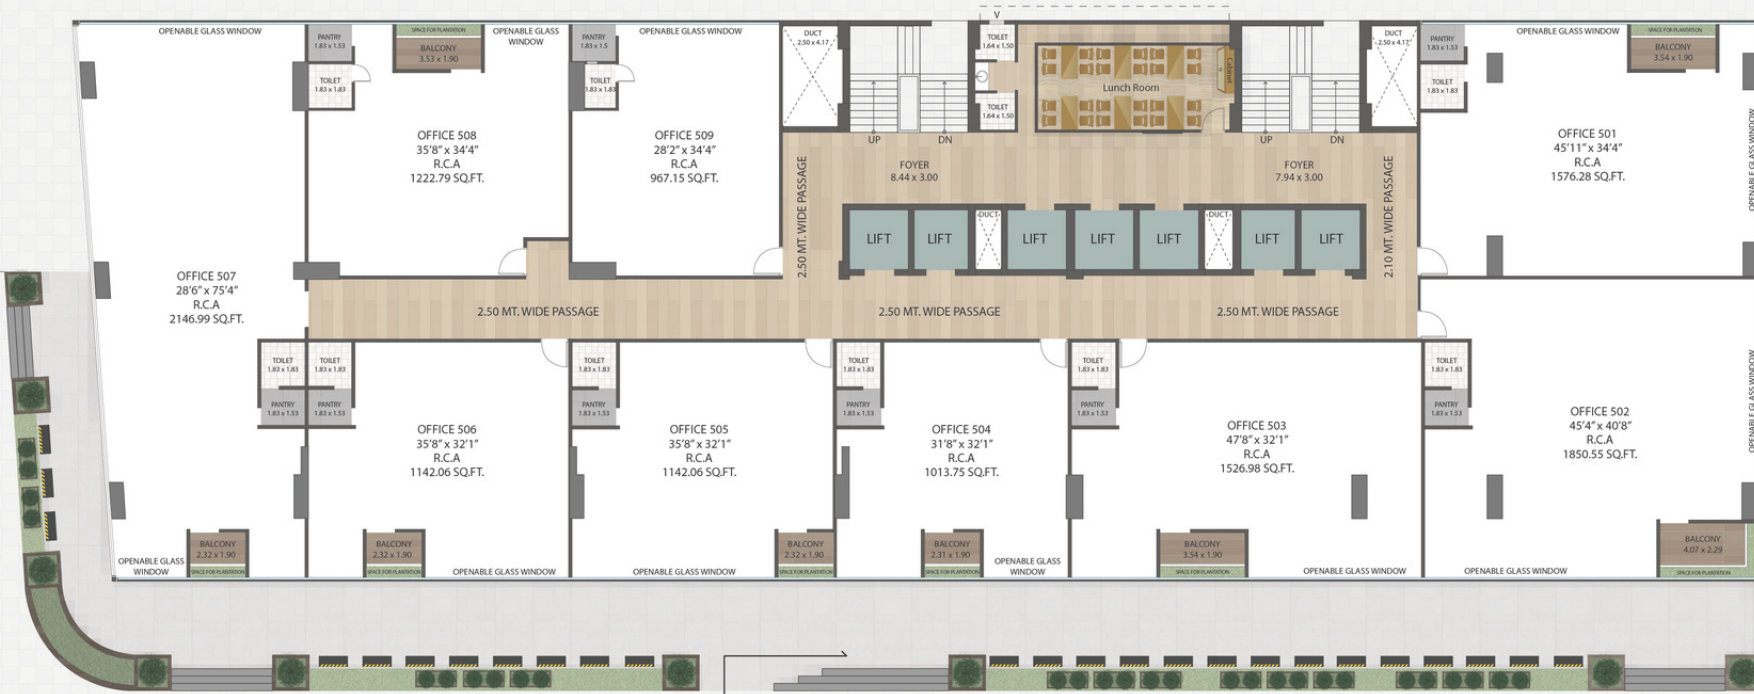 OPENABLE GLASS WINDOW
PANTRY
1.83 x 1.53
TOILET
1.83 x 1.83
SPACE FOR PLANTATION
BALCONY
3.53 x 1.90
OPENABLE GLASS
WINDOW
OFFICE 508
35'8" x 34'4"
R.C.A
1222.79 SQ.FT.
PANTRY
1.83 x 1.5
TOILET
1.83 x 1.83
OPENABLE GLASS WINDOW
OFFICE 509
28'2" x 34'4"
R.C.A
967.15 SQ.FT.
DUCT
2.50 x 4.17
UP
DN
V
TOILET
1.64 x 1.50
TOILET
1.64 x 1.50
Lunch Room
Cabinet
UP
DN
DUCT
2.50 x 4.17
FOYER
8.44 x 3.00
FOYER
7.94 x 3.00
2.50 MT. WIDE PASSAGE
2.10 MT. WIDE PASSAGE
LIFT
LIFT
DUCT
LIFT
LIFT
LIFT
DUCT
LIFT
LIFT
PANTRY
1.83 x 1.53
TOILET
1.83 x 1.83
OPENABLE GLASS WINDOW
SPACE FOR PLANTATION
BALCONY
3.54 x 1.90
OFFICE 501
45'11" x 34'4"
R.C.A
1576.28 SQ.FT.
OPENABLE GLASS WINDOW
OFFICE 507
28'6" x 75'4"
R.C.A
2146.99 SQ.FT.
2.50 MT. WIDE PASSAGE
2.50 MT. WIDE PASSAGE
2.50 MT. WIDE PASSAGE
TOILET
1.83 x 1.83
PANTRY
1.83 x 1.53
OPENABLE GLASS
WINDOW
BALCONY
2.32 x 1.90
SPACE FOR PLANTATION
TOILET
1.83 x 1.83
PANTRY
1.83 x 1.53
OFFICE 506
35'8" x 32'1"
R.C.A
1142.06 SQ.FT.
BALCONY
2.32 x 1.90
SPACE FOR PLANTATION
OPENABLE GLASS WINDOW
TOILET
1.83 x 1.83
PANTRY
1.83 x 1.53
OFFICE 505
35'8" x 32'1"
R.C.A
1142.06 SQ.FT.
OPENABLE GLASS WINDOW
BALCONY
2.32 x 1.90
SPACE FOR PLANTATION
TOILET
1.83 x 1.83
PANTRY
1.83 x 1.53
OFFICE 504
31'8" x 32'1"
R.C.A
1013.75 SQ.FT.
BALCONY
2.31 x 1.90
SPACE FOR PLANTATION
OPENABLE GLASS
WINDOW
TOILET
1.83 x 1.83
PANTRY
1.83 x 1.53
OFFICE 503
47'8" x 32'1"
R.C.A
1526.98 SQ.FT.
BALCONY
3.54 x 1.90
SPACE FOR PLANTATION
OPENABLE GLASS WINDOW
TOILET
1.83 x 1.83
PANTRY
1.83 x 1.53
OFFICE 502
45'4" x 40'8"
R.C.A
1850.55 SQ.FT.
OPENABLE GLASS WINDOW
OPENABLE GLASS WINDOW
BALCONY
4.07 x 2.29
SPACE FOR PLANTATION